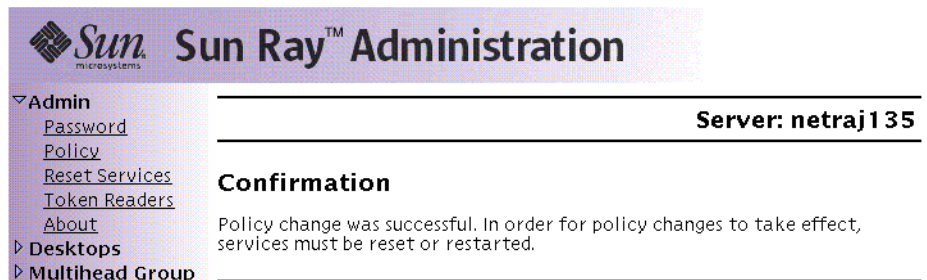 Sun
microsystems
Sun Ray™ Administration
Admin
Password
Policy
Reset Services
Token Readers
About
Desktops
Multihead Group
Server: netraj135
Confirmation
Policy change was successful. In order for policy changes to take effect,
services must be reset or restarted.